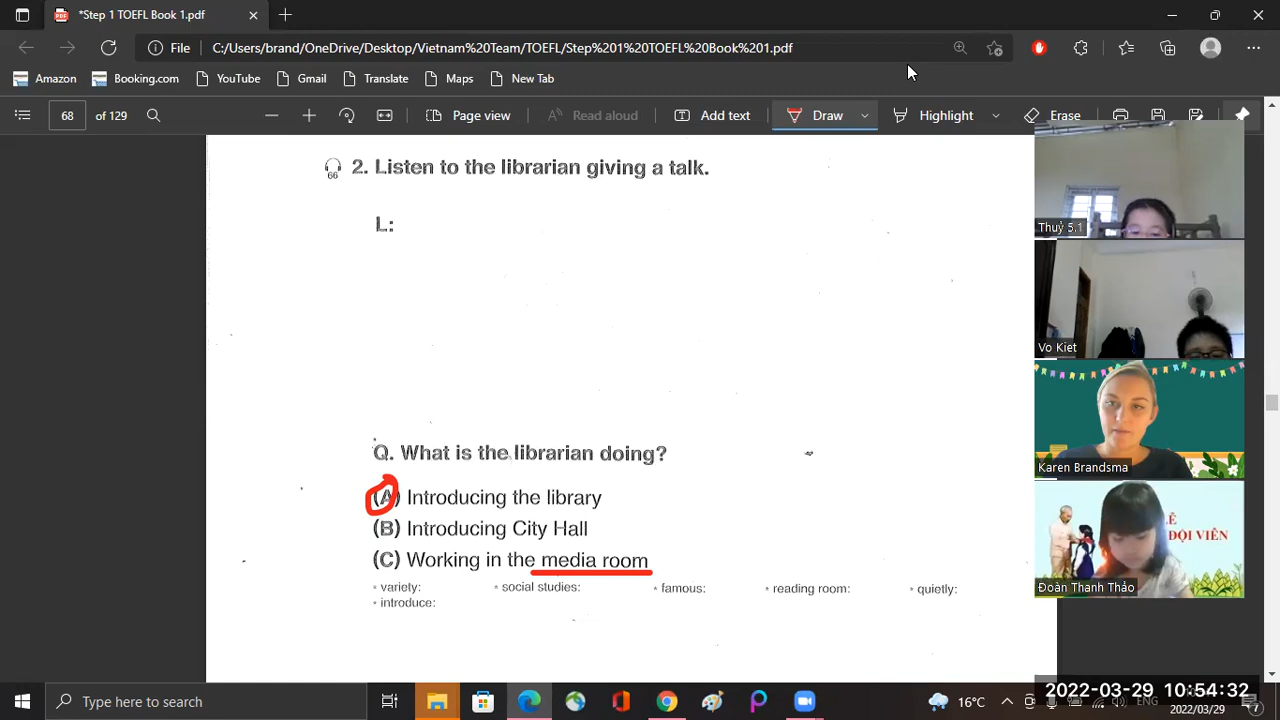 *Step 1 TOEFL Book 1.pdf
File C:/Users/brand/OneDrive/Desktop/Vietnam%20Team/TOEFL/Step%201%20TOEFL%20Book%201.pdf
Amazon Booking.com YouTube Gmail Translate Maps New Tab
68 of 129 Page view Read aloud Add text Draw Highlight Erase
66 2. Listen to the librarian giving a talk.
L:
Q. What is the librarian doing?
(A) Introducing the library
(B) Introducing City Hall
(C) Working in the media room
* variety: * social studies: * famous: * reading room: * quietly:
* introduce:
Thuỷ 5.1
Vo Kiet
Karen Brandsma
LỄ
ĐỘI VIÊN
Đoàn Thanh Thảo
Type here to search
16°C
ENG
2022-03-29 10:54:32
2022/03/29